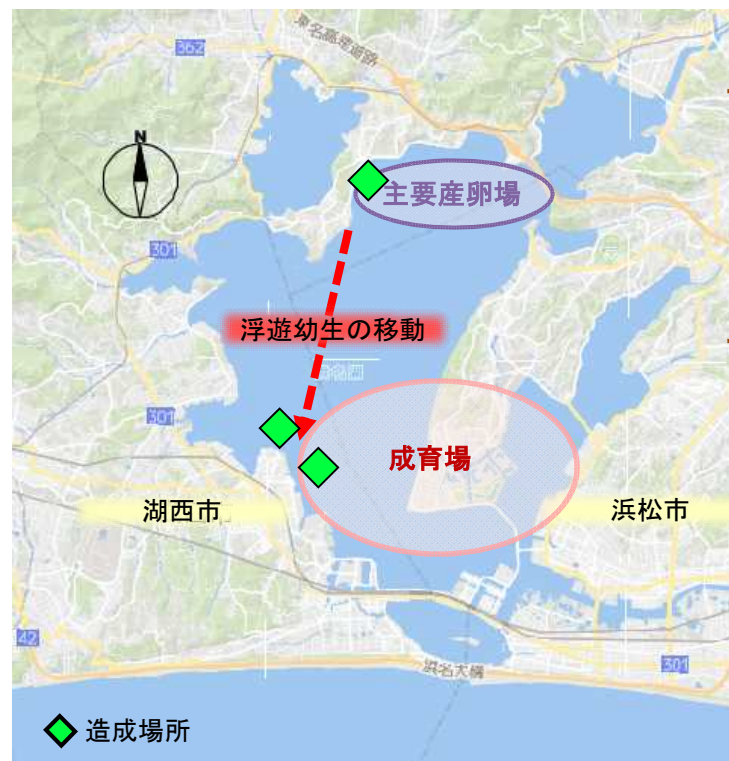 東名高速道路
362
N
主要産卵場
301
浮遊幼生の移動
301
成育場
湖西市
浜松市
42
301
浜名大橋
造成場所